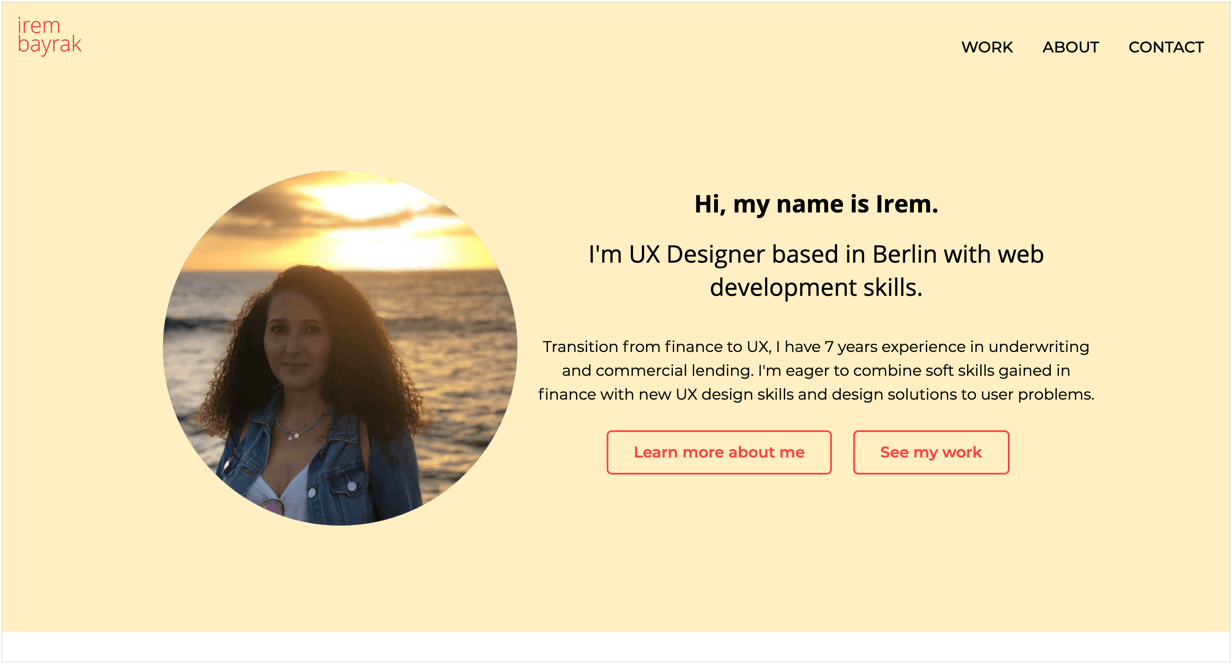 irem
bayrak
WORK ABOUT CONTACT
Hi, my name is Irem.
I'm UX Designer based in Berlin with web
development skills.
Transition from finance to UX, I have 7 years experience in underwriting
and commercial lending. I'm eager to combine soft skills gained in
finance with new UX design skills and design solutions to user problems.
Learn more about me See my work